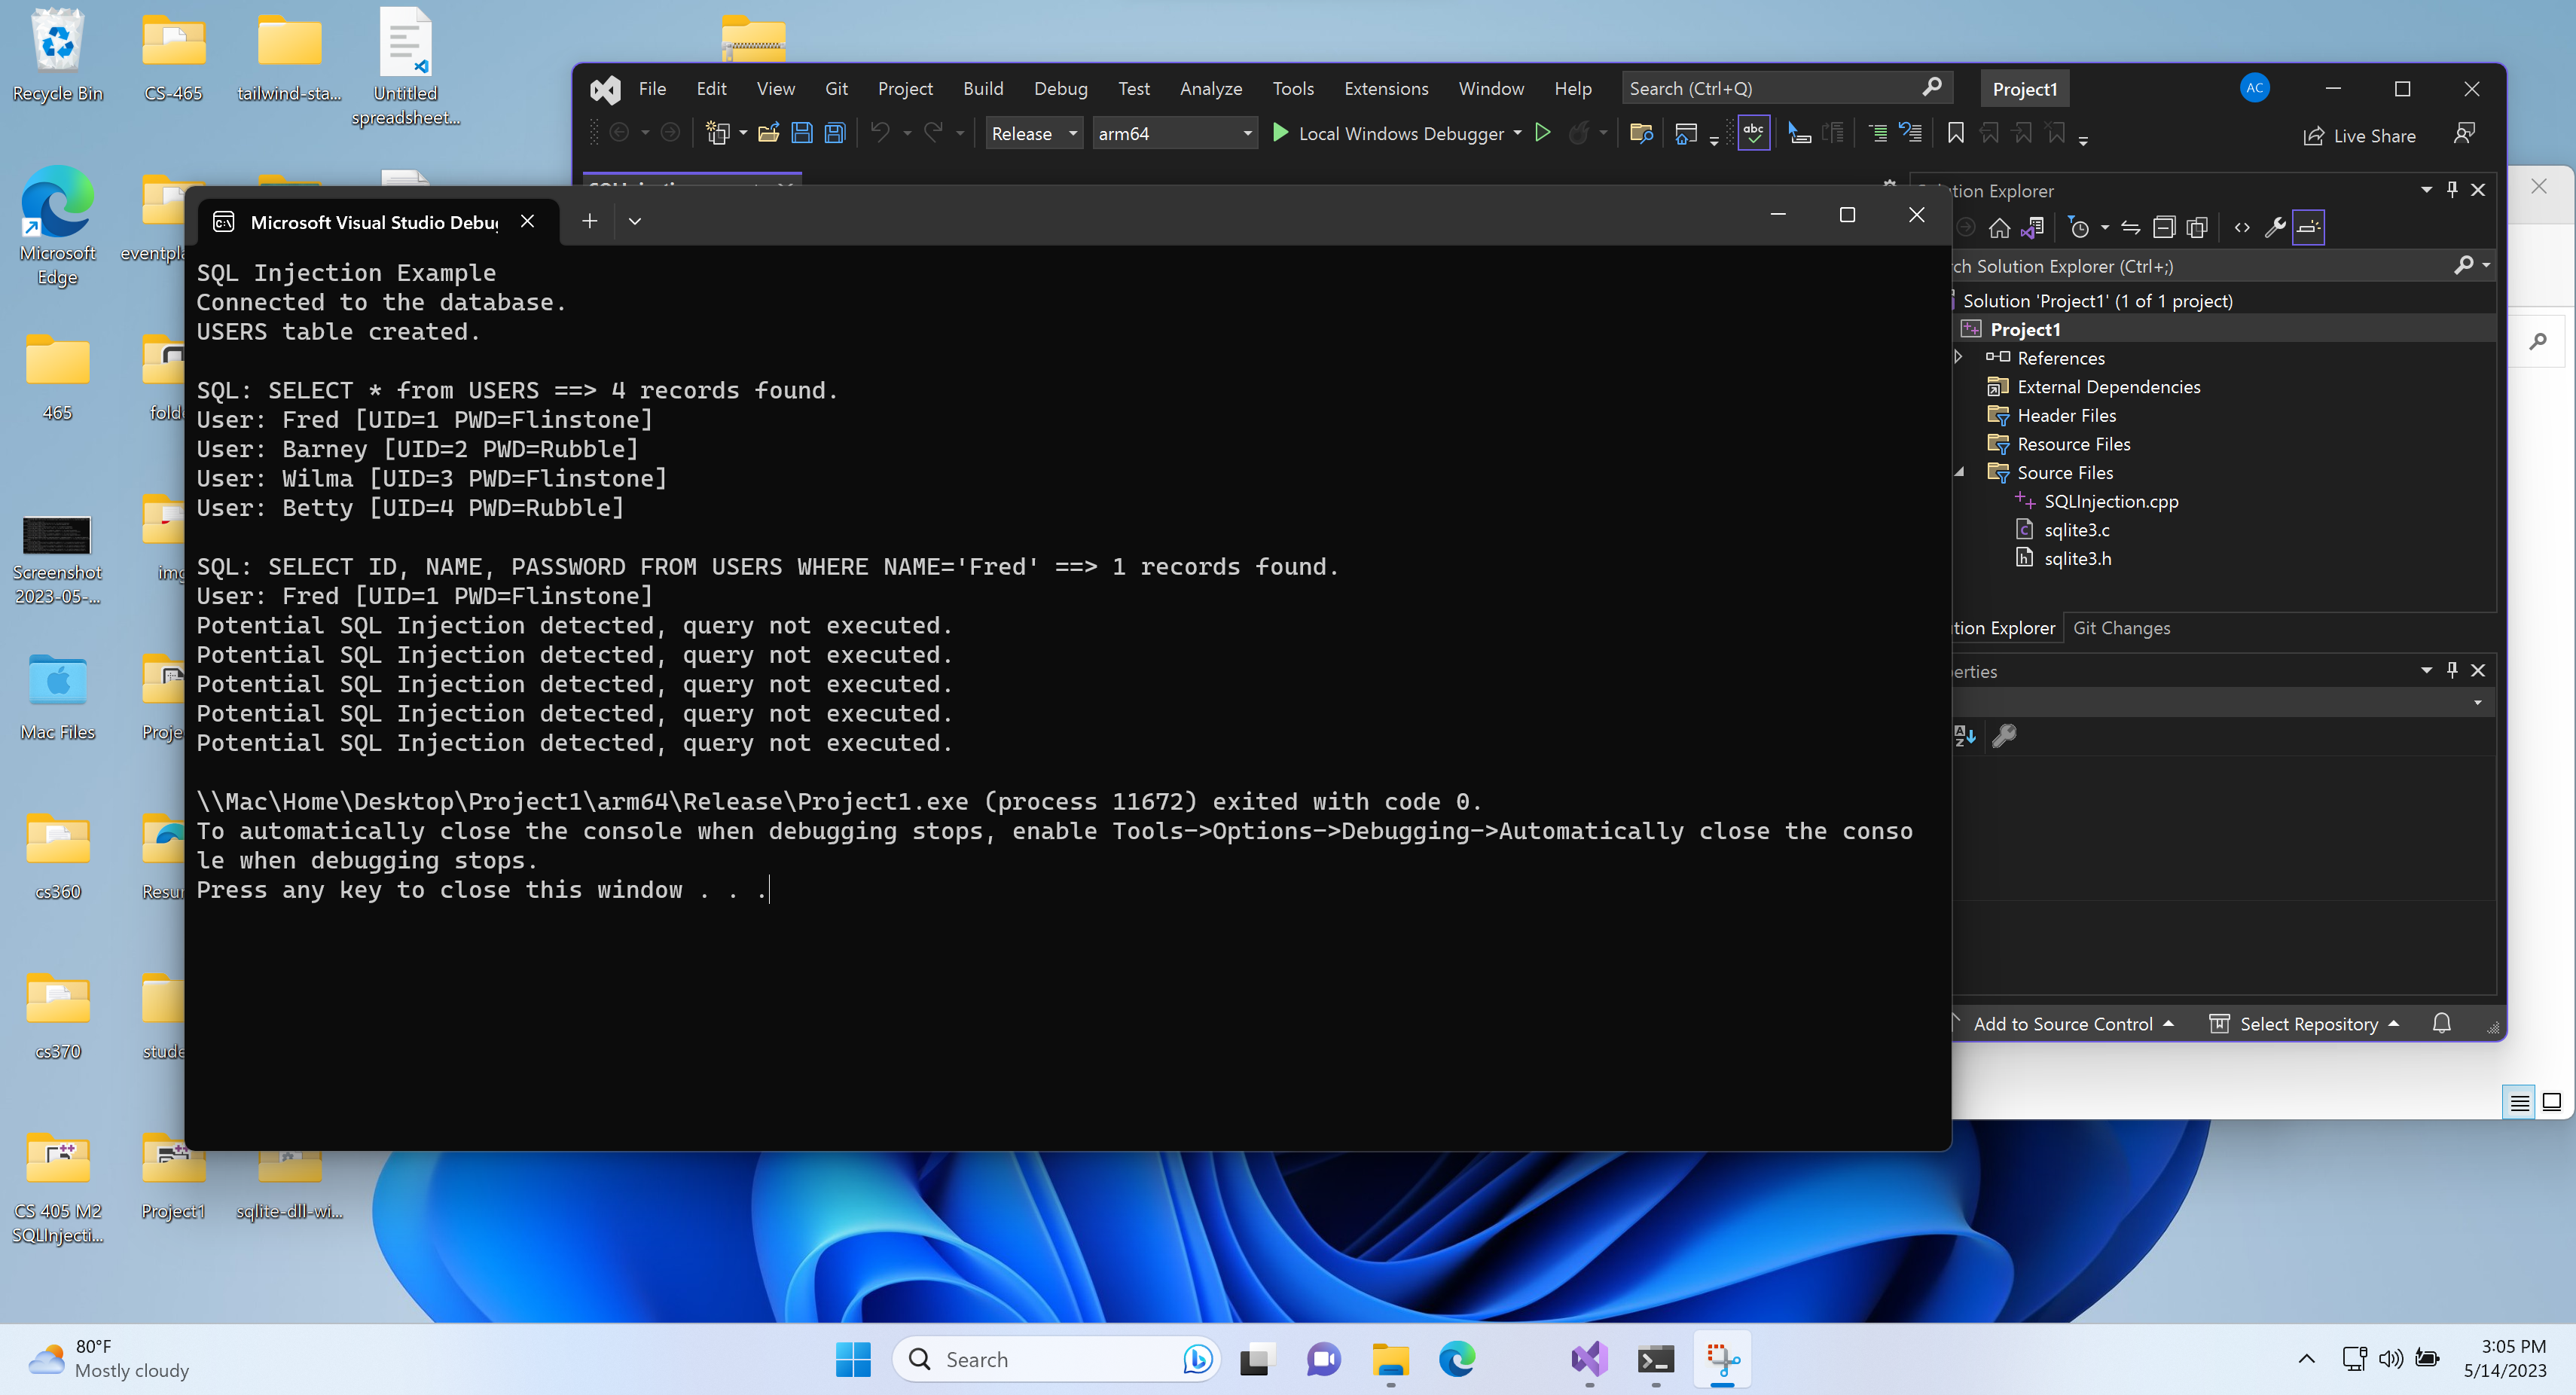 Recycle Bin
CS-465
tailwind-sta...
Untitled
spreadsheet...
Microsoft
Edge
eventpla
465
folde
Screenshot
2023-05-...
img
Mac Files
Projec
cs360
Resum
cs370
stude
CS 405 M2
SQLInjecti...
Project1
sqlite-dll-wi...
File Edit View Git Project Build Debug Test Analyze Tools Extensions Window Help Search (Ctrl+Q) Project1 AC
Release arm64 Local Windows Debugger abc Live Share
Microsoft Visual Studio Debug
SQL Injection Example
Connected to the database.
USERS table created.
SQL: SELECT * from USERS ==> 4 records found.
User: Fred [UID=1 PWD=Flinstone]
User: Barney [UID=2 PWD=Rubble]
User: Wilma [UID=3 PWD=Flinstone]
User: Betty [UID=4 PWD=Rubble]
SQL: SELECT ID, NAME, PASSWORD FROM USERS WHERE NAME='Fred' ==> 1 records found.
User: Fred [UID=1 PWD=Flinstone]
Potential SQL Injection detected, query not executed.
Potential SQL Injection detected, query not executed.
Potential SQL Injection detected, query not executed.
Potential SQL Injection detected, query not executed.
Potential SQL Injection detected, query not executed.
\\Mac\Home\Desktop\Project1\arm64\Release\Project1.exe (process 11672) exited with code 0.
To automatically close the console when debugging stops, enable Tools->Options->Debugging->Automatically close the conso
le when debugging stops.
Press any key to close this window . . .
ution Explorer
ch Solution Explorer (Ctrl+;)
Solution 'Project1' (1 of 1 project)
Project1
References
External Dependencies
Header Files
Resource Files
Source Files
SQLInjection.cpp
sqlite3.c
sqlite3.h
tion Explorer Git Changes
erties
Add to Source Control Select Repository
80°F
Mostly cloudy
Search
3:05 PM
5/14/2023